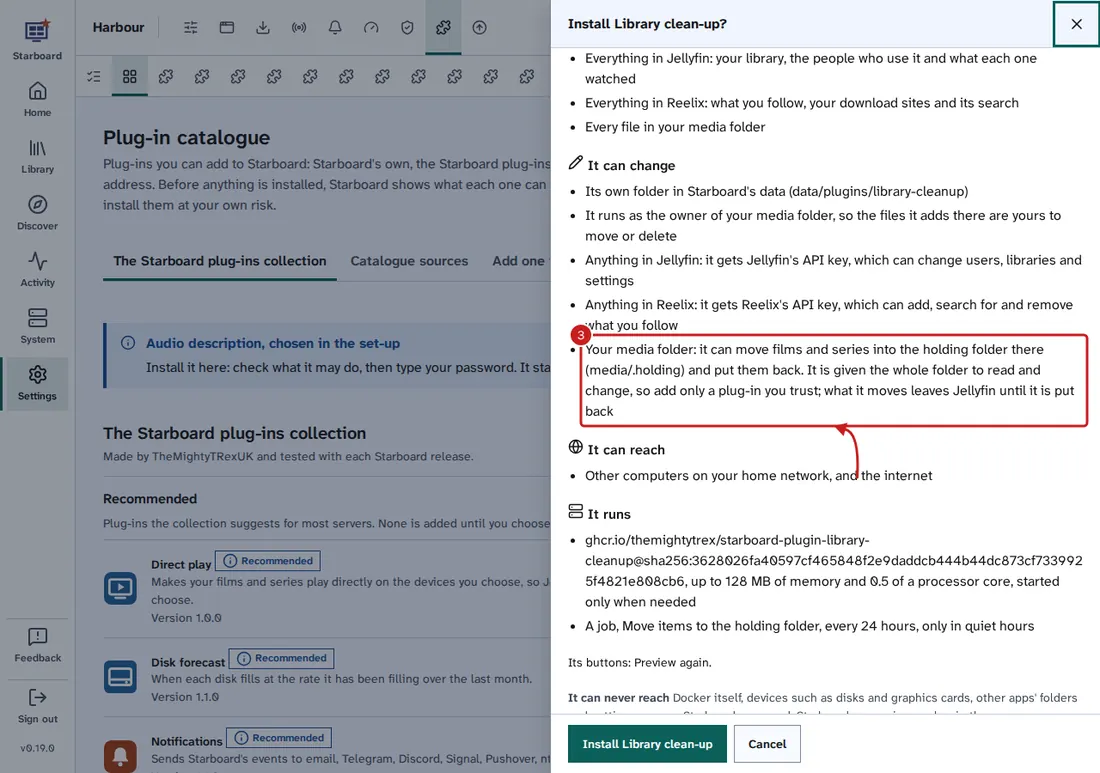 Starboard
Home
Library
Discover
Activity
System
Settings
Feedback
Sign out
v0.19.0
Harbour
Plug-in catalogue
Plug-ins you can add to Starboard: Starboard's own, the Starboard plug-ins
address. Before anything is installed, Starboard shows what each one can
install them at your own risk.
The Starboard plug-ins collection
Catalogue sources
Add one
Audio description, chosen in the set-up
Install it here: check what it may do, then type your password. It sta
The Starboard plug-ins collection
Made by TheMightyTRexUK and tested with each Starboard release.
Recommended
Plug-ins the collection suggests for most servers. None is added until you choose
Direct play Recommended
Makes your films and series play directly on the devices you choose, so J
choose.
Version 1.0.0
Disk forecast Recommended
When each disk fills at the rate it has been filling over the last month.
Version 1.1.0
Notifications Recommended
Sends Starboard's events to email, Telegram, Discord, Signal, Pushover, nt
Install Library clean-up?
• Everything in Jellyfin: your library, the people who use it and what each one
watched
• Everything in Reelix: what you follow, your download sites and its search
• Every file in your media folder
It can change
• Its own folder in Starboard's data (data/plugins/library-cleanup)
• It runs as the owner of your media folder, so the files it adds there are yours to
move or delete
• Anything in Jellyfin: it gets Jellyfin's API key, which can change users, libraries and
settings
• Anything in Reelix: it gets Reelix's API key, which can add, search for and remove
what you follow
3
• Your media folder: it can move films and series into the holding folder there
(media/.holding) and put them back. It is given the whole folder to read and
change, so add only a plug-in you trust; what it moves leaves Jellyfin until it is put
back
It can reach
• Other computers on your home network, and the internet
It runs
• ghcr.io/themightytrex/starboard-plugin-library-
cleanup@sha256:3628026fa40597cf465848f2e9daddcb444b44dc873cf733992
5f4821e808cb6, up to 128 MB of memory and 0.5 of a processor core, started
only when needed
• A job, Move items to the holding folder, every 24 hours, only in quiet hours
Its buttons: Preview again.
It can never reach Docker itself, devices such as disks and graphics cards, other apps' folders
Install Library clean-up
Cancel